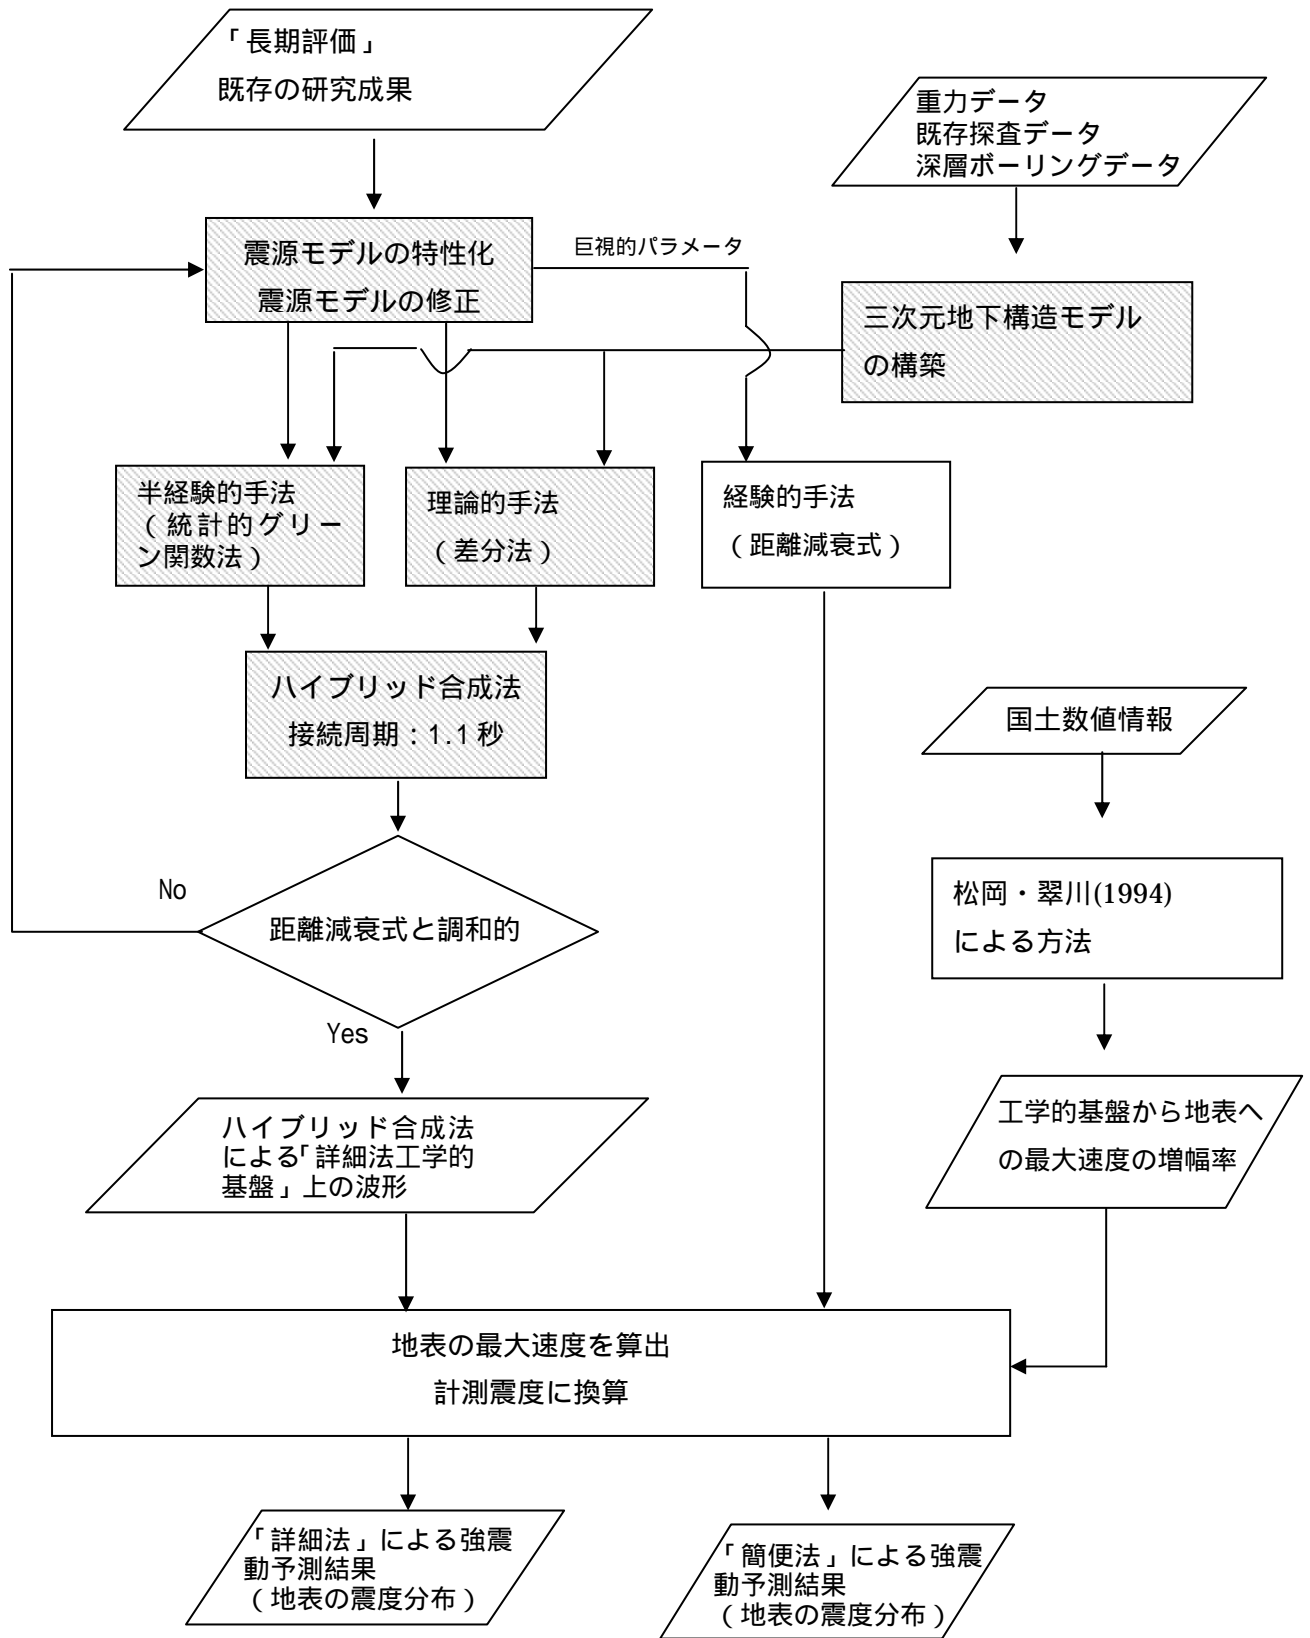 「長期評価」
既存の研究成果
重力データ
既存探査データ
深層ボーリングデータ
震源モデルの特性化
震源モデルの修正
巨視的パラメータ
三次元地下構造モデル
の構築
半経験的手法
（統計的グリー
ン関数法）
理論的手法
（差分法）
経験的手法
（距離減衰式）
ハイブリッド合成法
接続周期：1.1秒
国土数値情報
No
距離減衰式と調和的
松岡・翠川(1994)
による方法
Yes
ハイブリッド合成法
による「詳細法工学的
基盤」上の波形
工学的基盤から地表へ
の最大速度の増幅率
地表の最大速度を算出
計測震度に換算
「詳細法」による強震
動予測結果
（地表の震度分布）
「簡便法」による強震
動予測結果
（地表の震度分布）